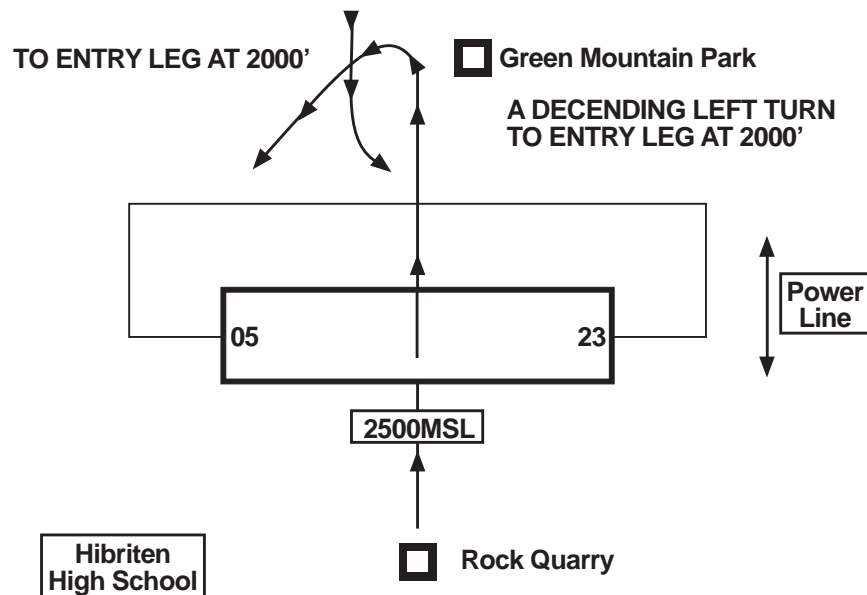 TO ENTRY LEG AT 2000’
Green Mountain Park
A DECENDING LEFT TURN
TO ENTRY LEG AT 2000’
Power
Line
05
23
2500MSL
Hibriten
High School
Rock Quarry